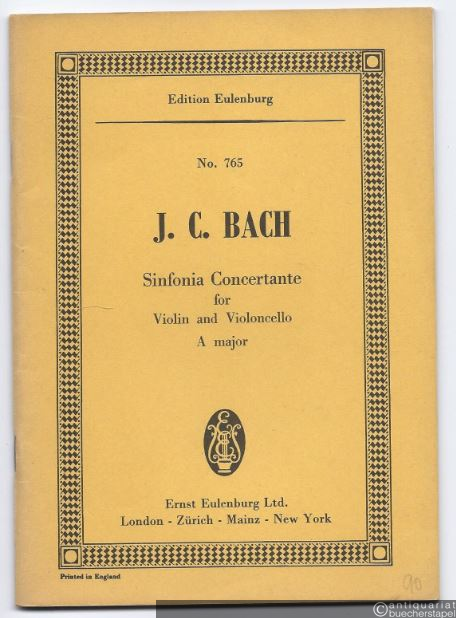 Edition Eulenburg
No. 765
J. C. BACH
Sinfonia Concertante
for
Violin and Violoncello
A major
E
Ernst Eulenburg Ltd.
London - Zürich - Mainz - New York
Printed in England
90
antiquariat
buecherstapel